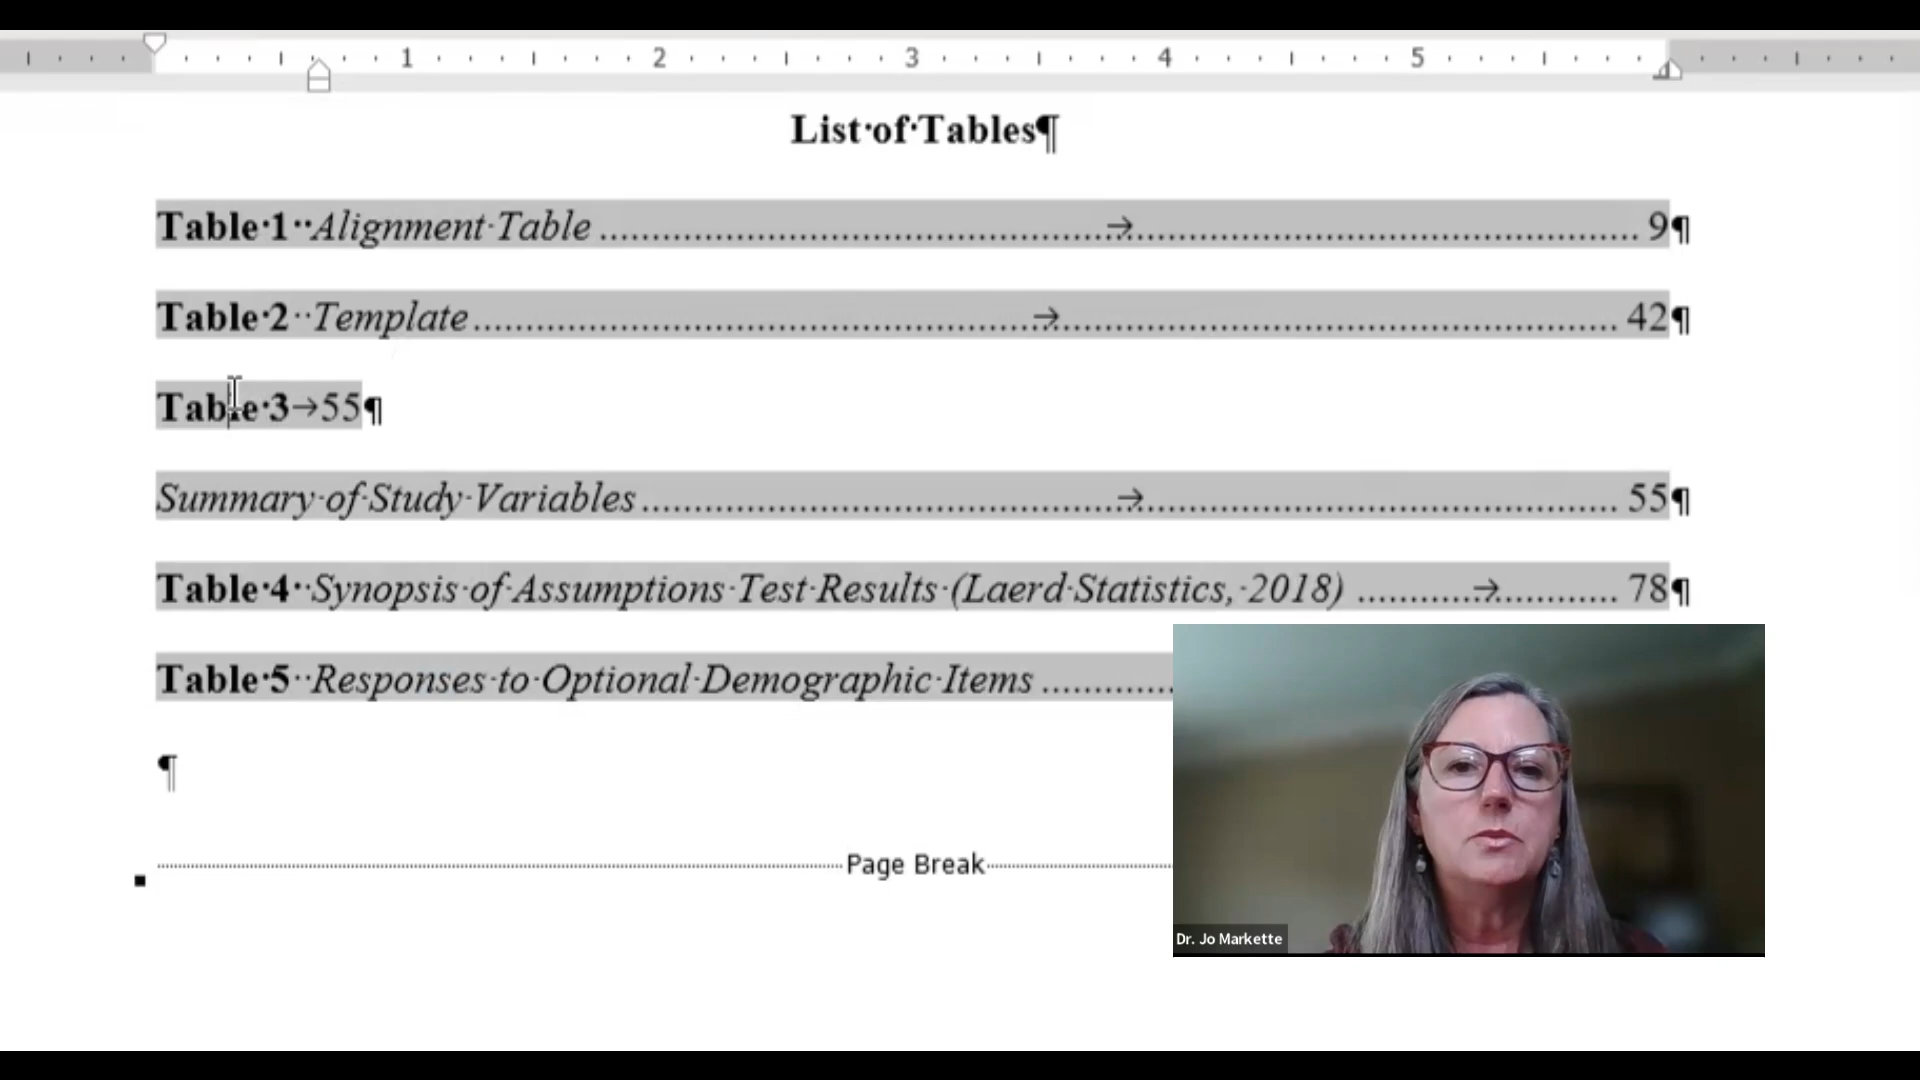 1 2 3 4 5
List·of·Tables¶
Table·1··Alignment·Table ........................................→........................................ 9¶
Table·2··Template........................................→........................................ 42¶
Table·3→55¶
Summary·of·Study·Variables ........................................→........................................ 55¶
Table·4··Synopsis·of·Assumptions·Test·Results·(Laerd·Statistics,·2018) ...........→........... 78¶
Table·5··Responses·to·Optional·Demographic·Items .............
¶
Page Break
Dr. Jo Markette